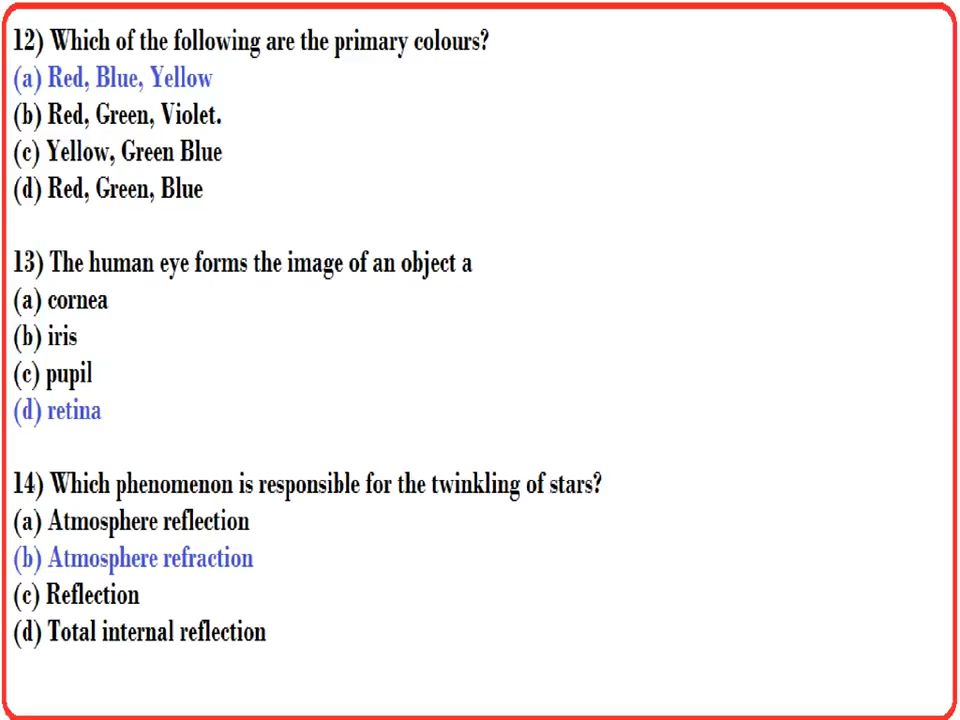 12) Which of the following are the primary colours?
(a) Red, Blue, Yellow
(b) Red, Green, Violet.
(c) Yellow, Green Blue
(d) Red, Green, Blue
13) The human eye forms the image of an object a
(a) cornea
(b) iris
(c) pupil
(d) retina
14) Which phenomenon is responsible for the twinkling of stars?
(a) Atmosphere reflection
(b) Atmosphere refraction
(c) Reflection
(d) Total internal reflection